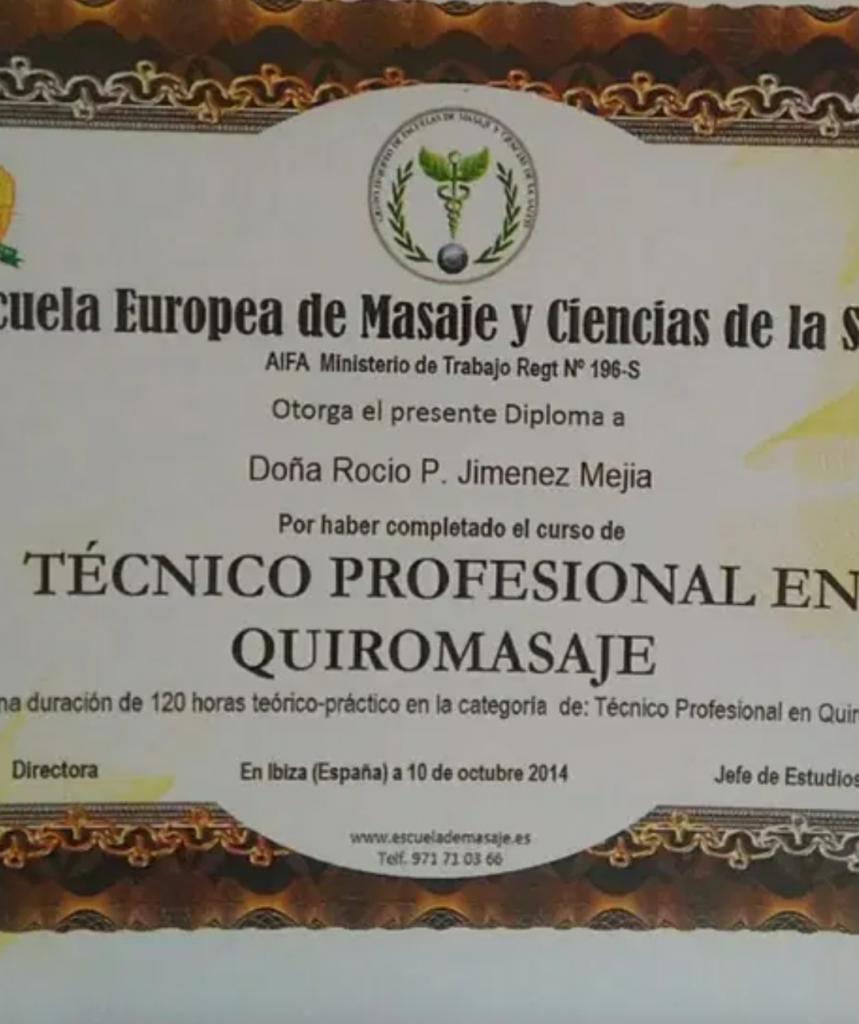 cuela Europea de Masaje y Ciencias de la S
AIFA Ministerio de Trabajo Regt Nº 196-S
Otorga el presente Diploma a
Doña Rocio P. Jimenez Mejia
Por haber completado el curso de
TÉCNICO PROFESIONAL EN
QUIROMASAJE
na duración de 120 horas teórico-práctico en la categoría de: Técnico Profesional en Quir
Directora
En Ibiza (España) a 10 de octubre 2014
Jefe de Estudios
www.escuelademasaje.es
Telf. 971 71 03 66